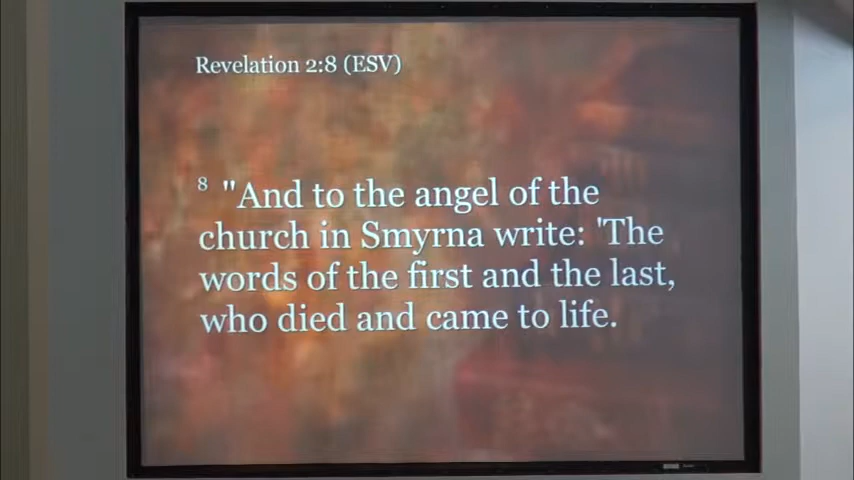 Revelation 2:8 (ESV)
8 "And to the angel of the
church in Smyrna write: 'The
words of the first and the last,
who died and came to life.